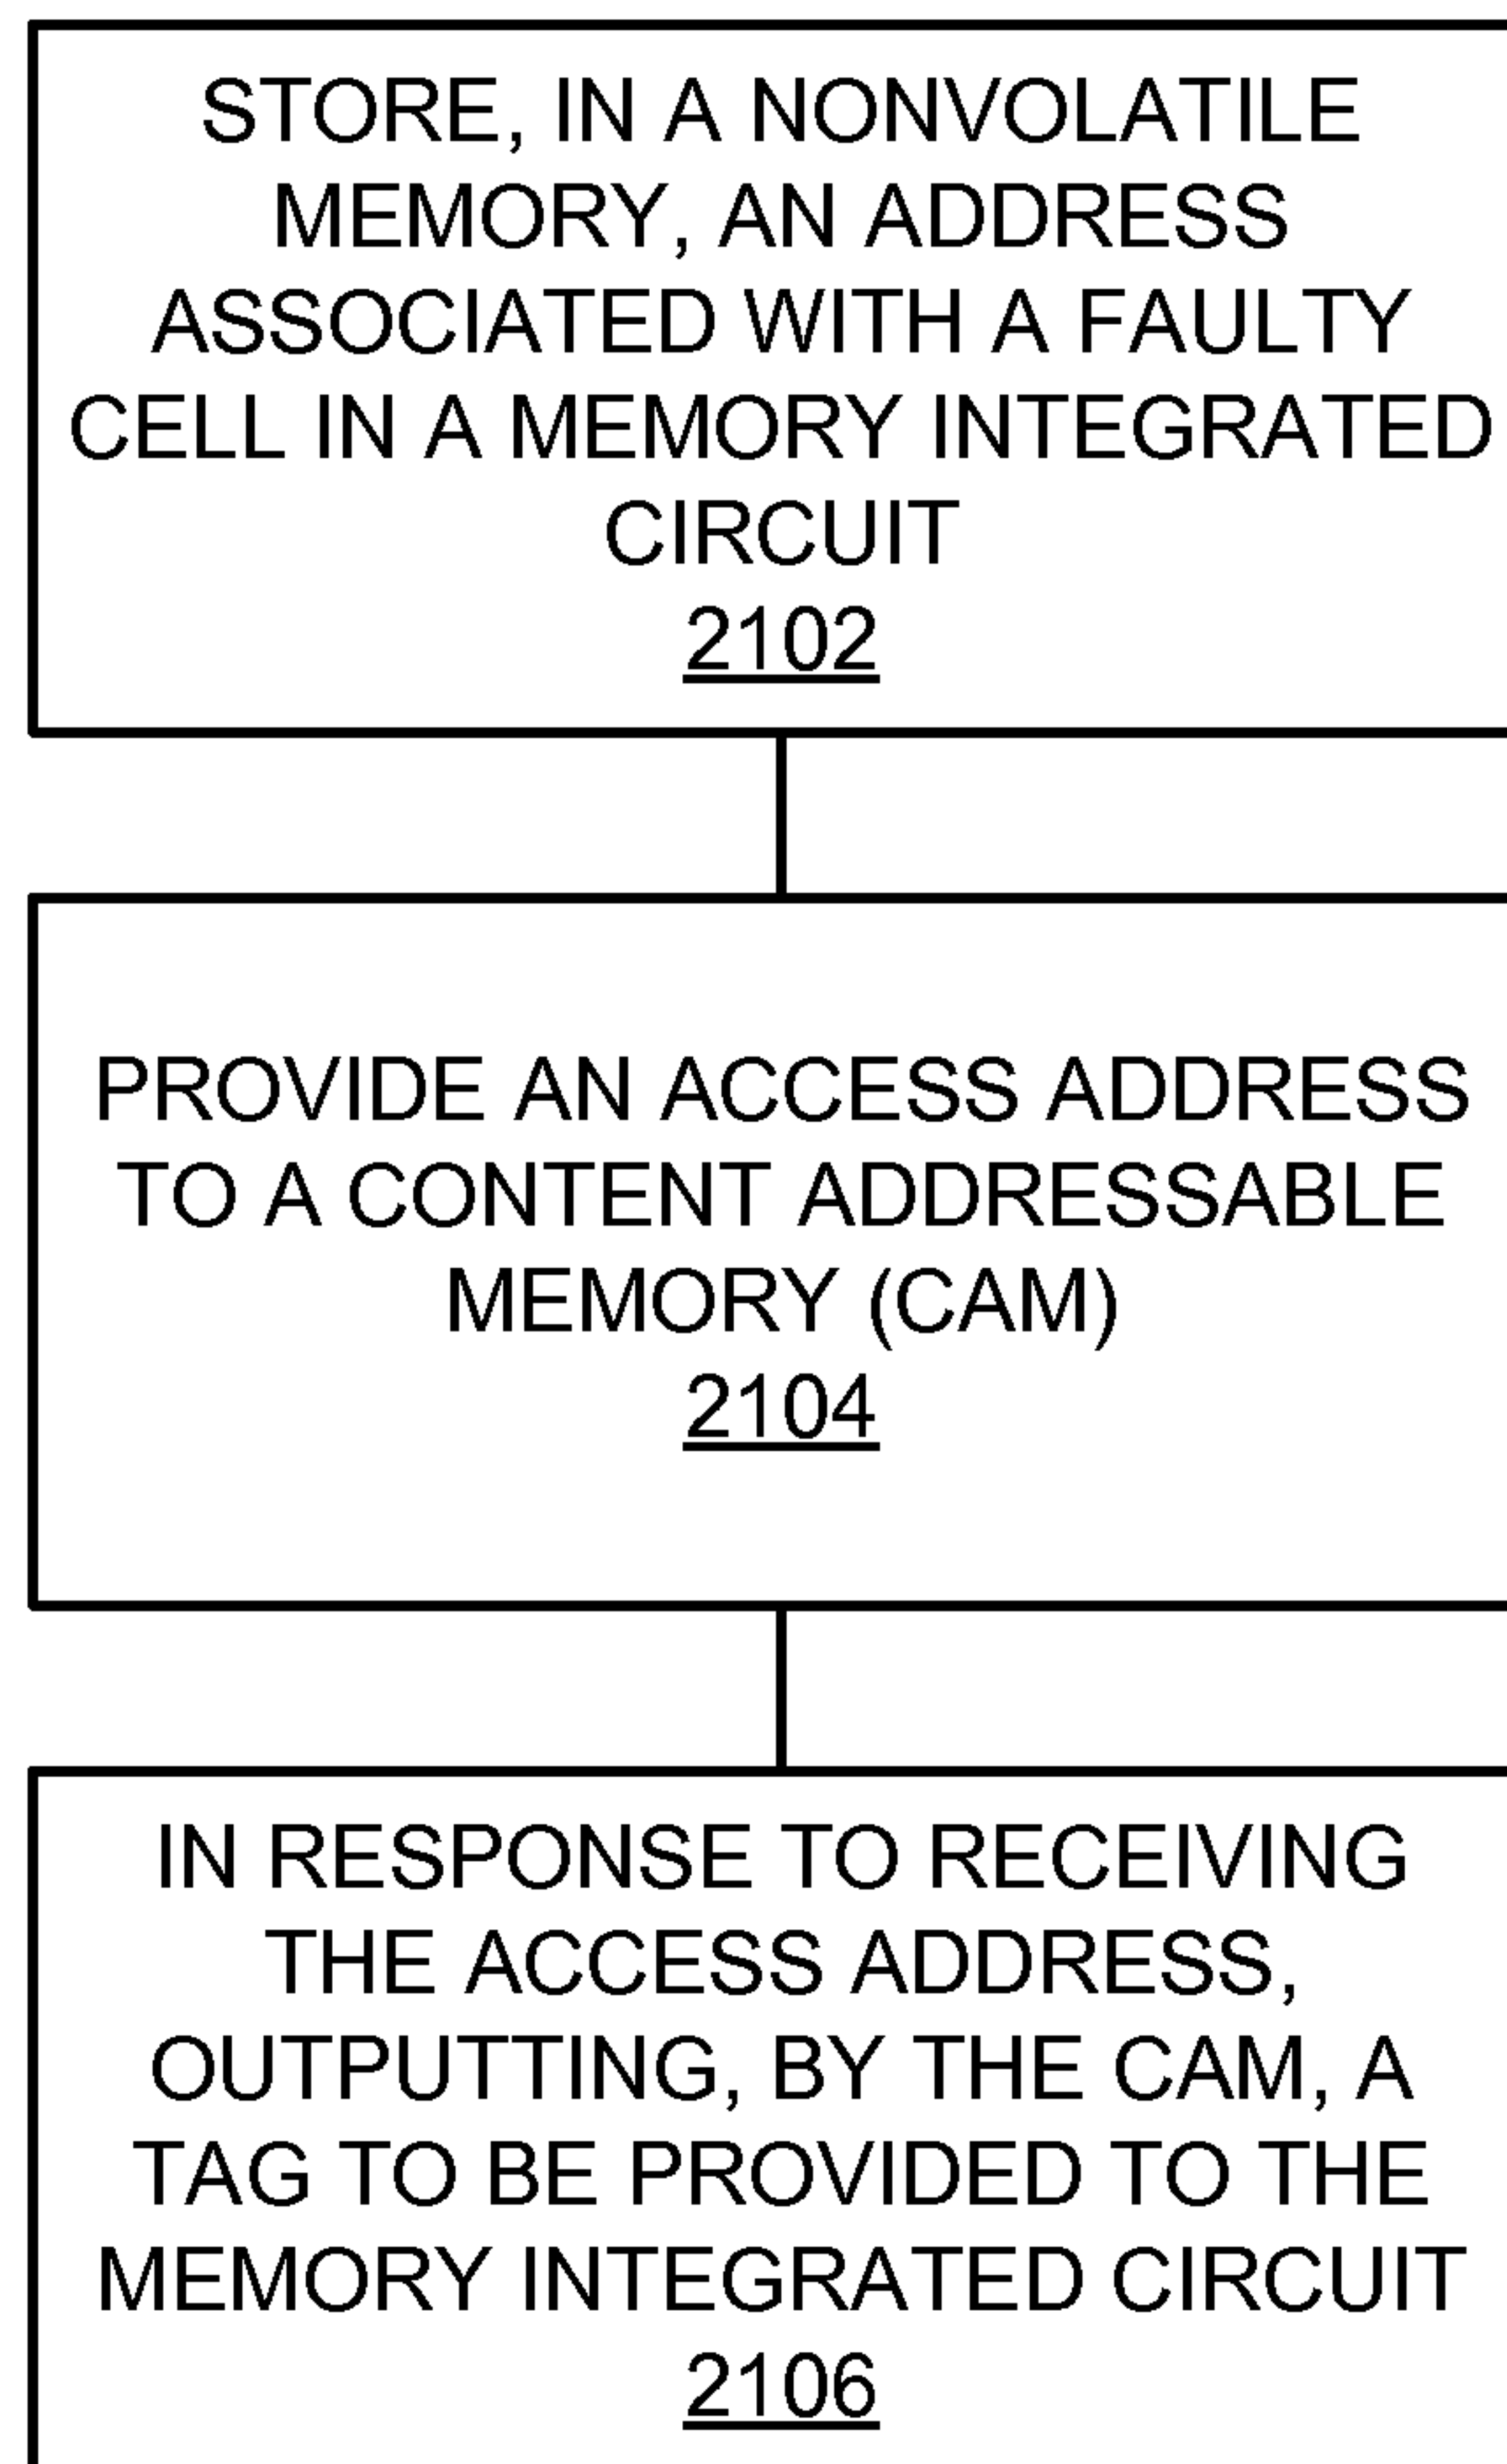 STORE, IN A NONVOLATILE
MEMORY, AN ADDRESS
ASSOCIATED WITH A FAULTY
CELL IN A MEMORY INTEGRATED
CIRCUIT
2102
PROVIDE AN ACCESS ADDRESS
TO A CONTENT ADDRESSABLE
MEMORY (CAM)
2104
IN RESPONSE TO RECEIVING
THE ACCESS ADDRESS,
OUTPUTTING, BY THE CAM, A
TAG TO BE PROVIDED TO THE
MEMORY INTEGRATED CIRCUIT
2106